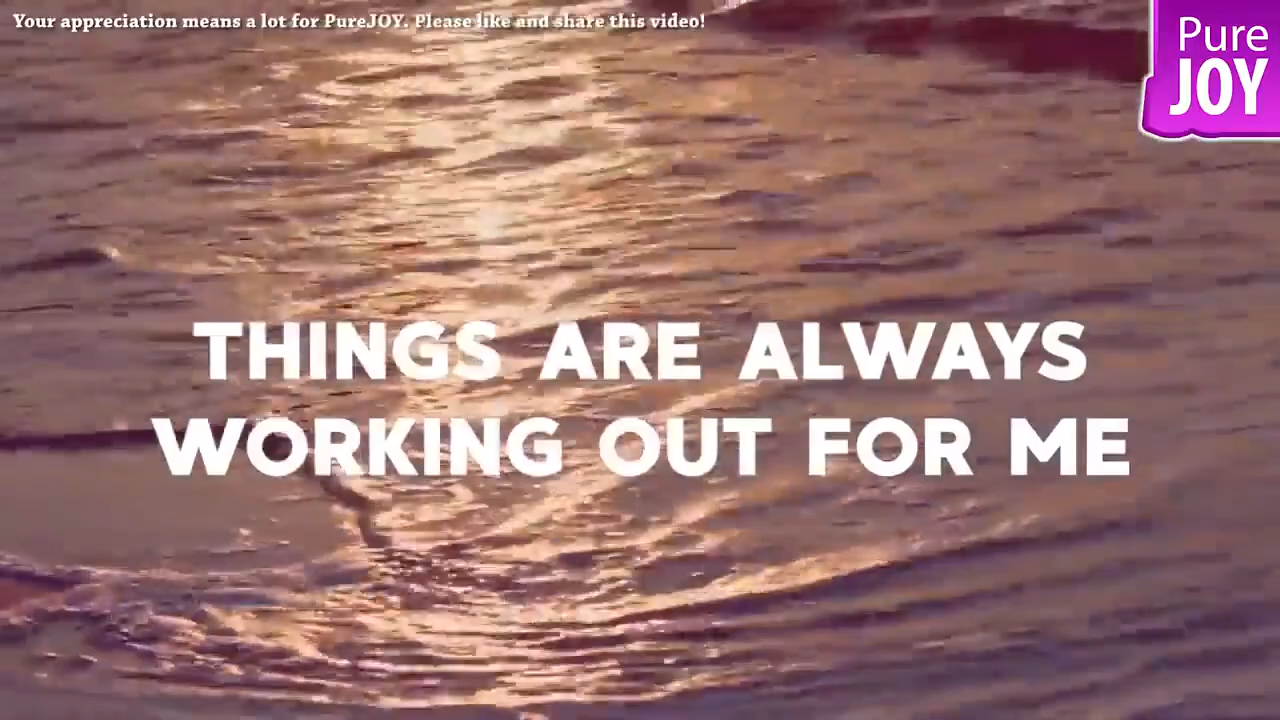 Your appreciation means a lot for PureJOY. Please like and share this video!
Pure
JOY
THINGS ARE ALWAYS
WORKING OUT FOR ME